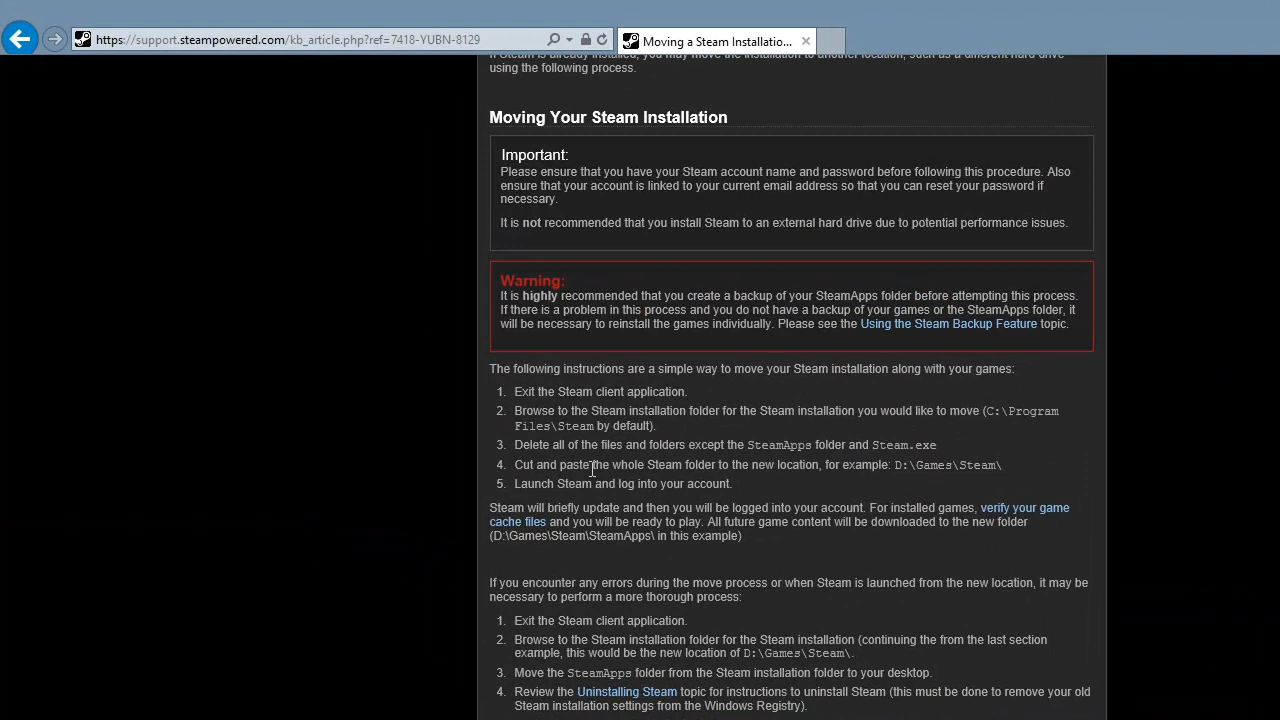 https://support.steampowered.com/kb_article.php?ref=7418-YUBN-8129
Moving a Steam Installatio...
If Steam is already installed, you may move the installation to another location, such as a different hard drive
using the following process.
Moving Your Steam Installation
Important:
Please ensure that you have your Steam account name and password before following this procedure. Also
ensure that your account is linked to your current email address so that you can reset your password if
necessary.
It is not recommended that you install Steam to an external hard drive due to potential performance issues.
Warning:
It is highly recommended that you create a backup of your SteamApps folder before attempting this process.
If there is a problem in this process and you do not have a backup of your games or the SteamApps folder, it
will be necessary to reinstall the games individually. Please see the Using the Steam Backup Feature topic.
The following instructions are a simple way to move your Steam installation along with your games:
1. Exit the Steam client application.
2. Browse to the Steam installation folder for the Steam installation you would like to move (C:\Program
Files\Steam by default).
3. Delete all of the files and folders except the SteamApps folder and Steam.exe
4. Cut and paste the whole Steam folder to the new location, for example: D:\Games\Steam\
5. Launch Steam and log into your account.
Steam will briefly update and then you will be logged into your account. For installed games, verify your game
cache files and you will be ready to play. All future game content will be downloaded to the new folder
(D:\Games\Steam\SteamApps\ in this example)
If you encounter any errors during the move process or when Steam is launched from the new location, it may be
necessary to perform a more thorough process:
1. Exit the Steam client application.
2. Browse to the Steam installation folder for the Steam installation (continuing the from the last section
example, this would be the new location of D:\Games\Steam\.
3. Move the SteamApps folder from the Steam installation folder to your desktop.
4. Review the Uninstalling Steam topic for instructions to uninstall Steam (this must be done to remove your old
Steam installation settings from the Windows Registry).